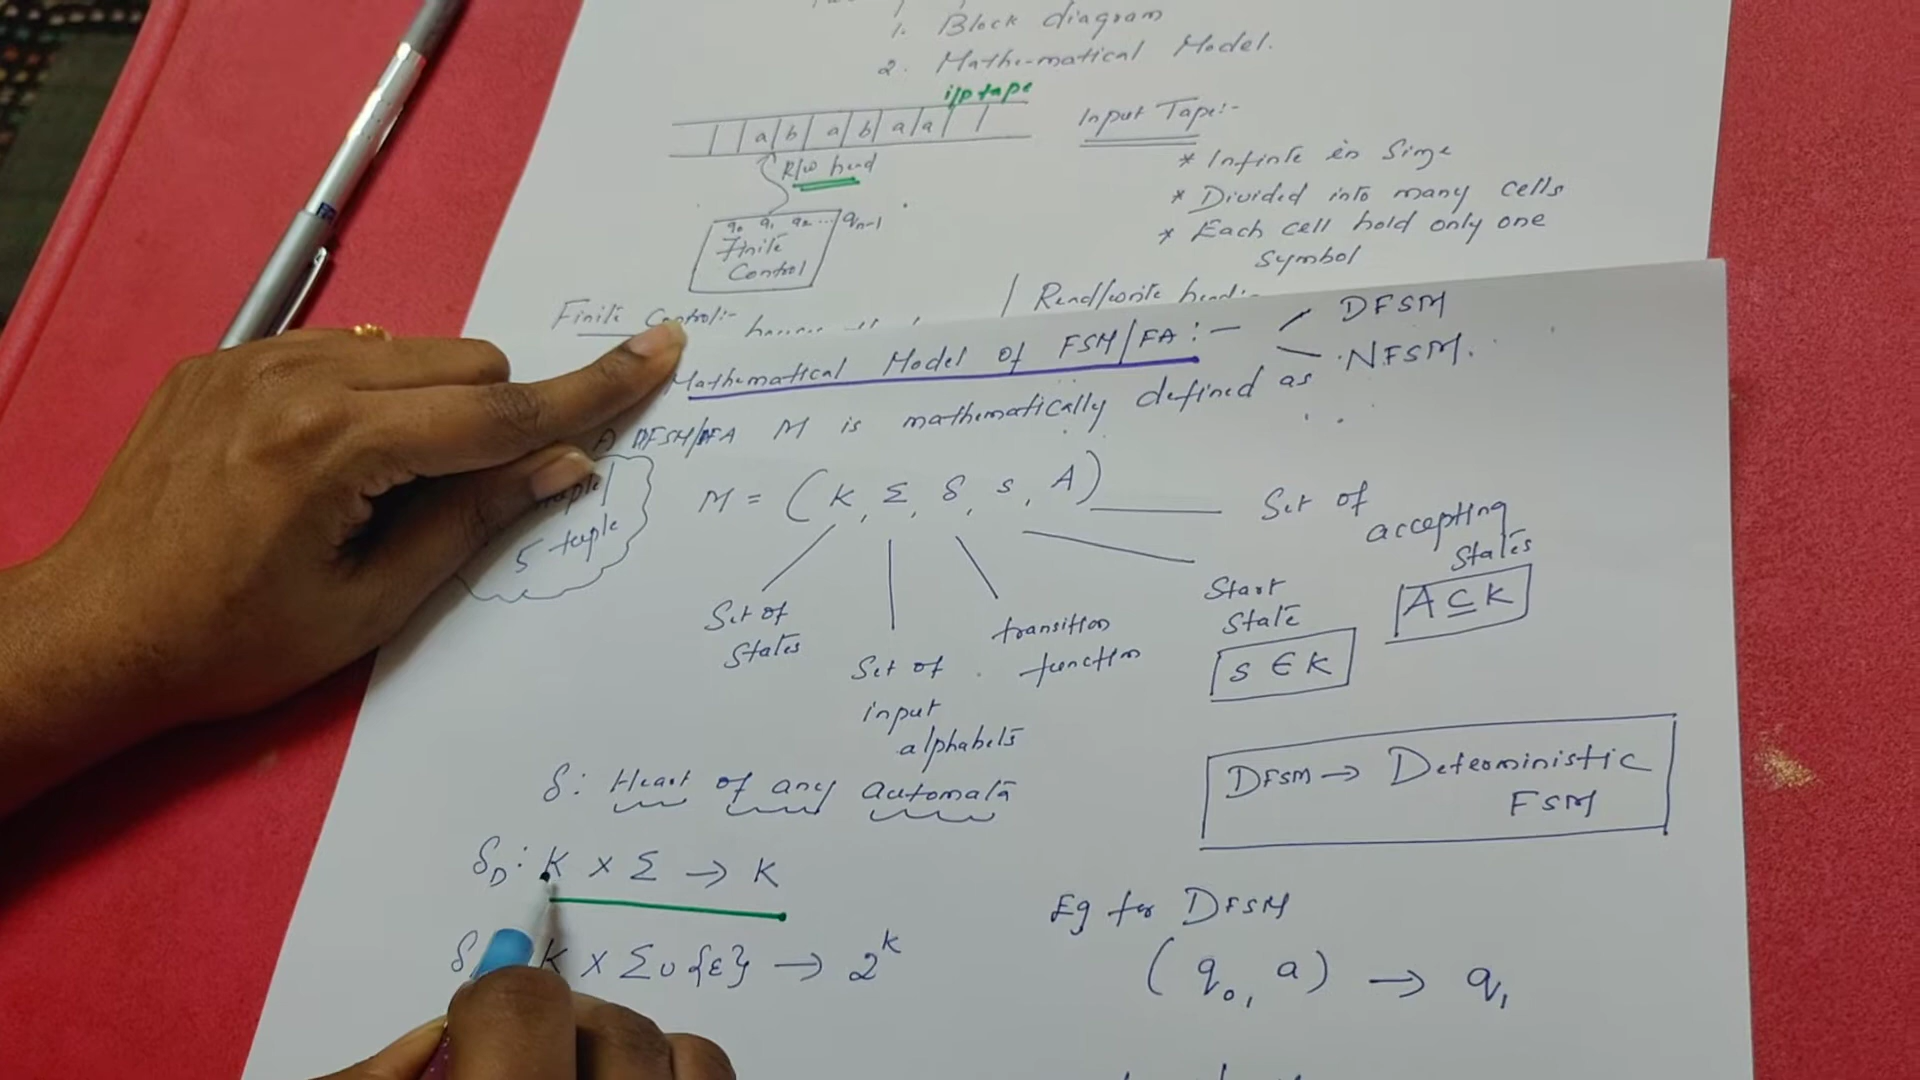 1. Block diagram
2. Mathematical Model.
i/p tape
a b a b a a
R/w head
q0 q1 q2 ... qn-1
Finite
Control
Input Tape:-
* Infinite in Singe
* Divided into many cells
* Each cell hold only one
Symbol
Finite Control:-
Read/write head:-
Mathematical Model of FSM/FA:-
DFSM
NFSM.
A DFSM/DFA M is mathematically defined as
5 tuple
M = (K, Σ, δ, s, A)
Set of
States
Set of
input
alphabets
transition
function
Start
State
s ∈ K
Set of
accepting
States
A ⊆ K
δ: Heart of any automata
DFSM → Deterministic
FSM
δD: K × Σ → K
δ K × Σ ∪ {ε} → 2^K
Eg for DFSM
(q0, a) → q1